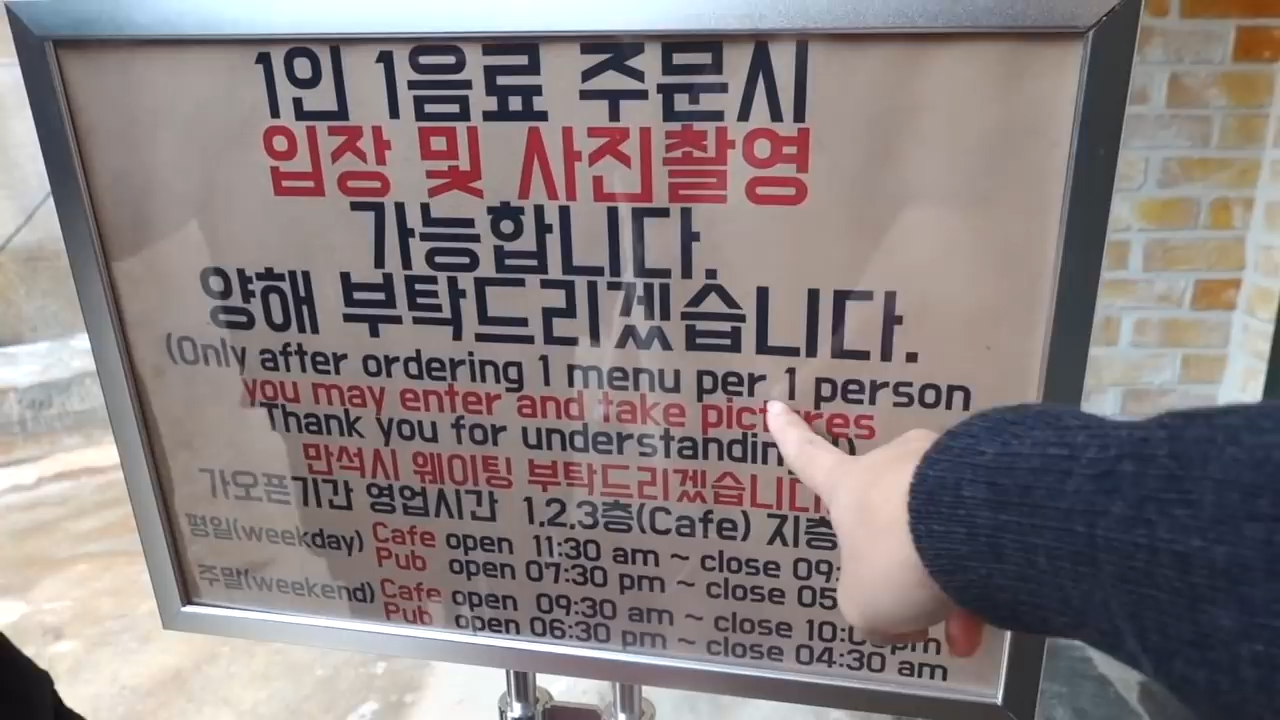 1인 1음료 주문시
입장 및 사진촬영
가능합니다.
양해 부탁드리겠습니다.
(Only after ordering 1 menu per 1 person
you may enter and take pictures
Thank you for understanding
만석시 웨이팅 부탁드리겠습니다
가오픈기간 영업시간 1,2,3층(Cafe) 지층
평일(weekday) Cafe open 11:30 am ~ close 09:
Pub open 07:30 pm ~ close 05
주말(weekend) Cafe open 09:30 am ~ close 10:00pm
Pub open 06:30 pm ~ close 04:30 am